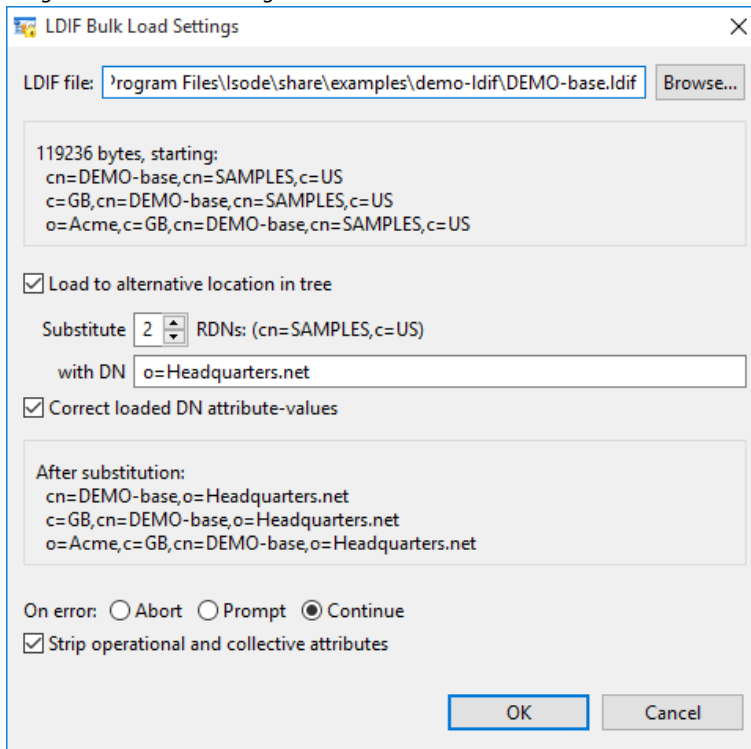 LDIF Bulk Load Settings
LDIF file: Program Files\Isode\share\examples\demo-ldif\DEMO-base.ldif Browse...
119236 bytes, starting:
cn=DEMO-base,cn=SAMPLES,c=US
c=GB,cn=DEMO-base,cn=SAMPLES,c=US
o=Acme,c=GB,cn=DEMO-base,cn=SAMPLES,c=US
Load to alternative location in tree
Substitute 2 RDNs: (cn=SAMPLES,c=US)
with DN o=Headquarters.net
Correct loaded DN attribute-values
After substitution:
cn=DEMO-base,o=Headquarters.net
c=GB,cn=DEMO-base,o=Headquarters.net
o=Acme,c=GB,cn=DEMO-base,o=Headquarters.net
On error: Abort Prompt Continue
Strip operational and collective attributes
OK Cancel